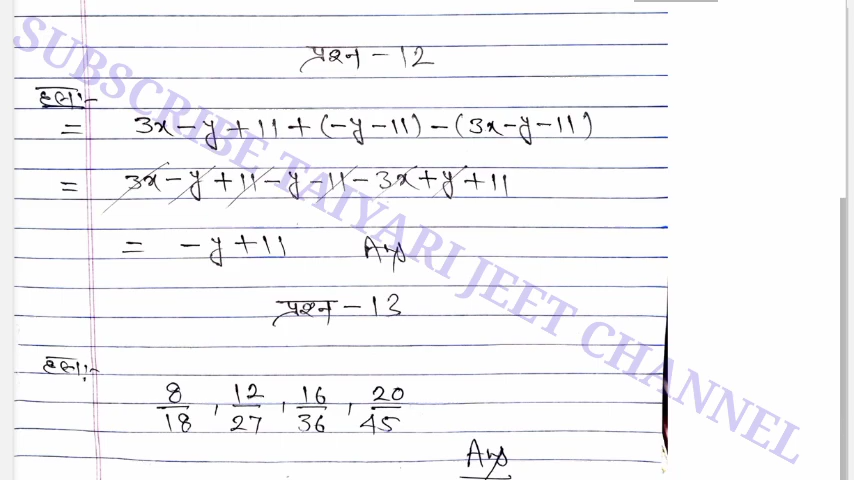 प्रश्न - 12
हलः-
= 3x - y + 11 + (-y - 11) - (3x - y - 11)
= 3x - y + 11 - y - 11 - 3x + y + 11
= - y + 11 Ans
प्रश्न - 13
हलः-
8/18 , 12/27 , 16/36 , 20/45
Ans
SUBSCRIBE TAIYARI JEET CHANNEL